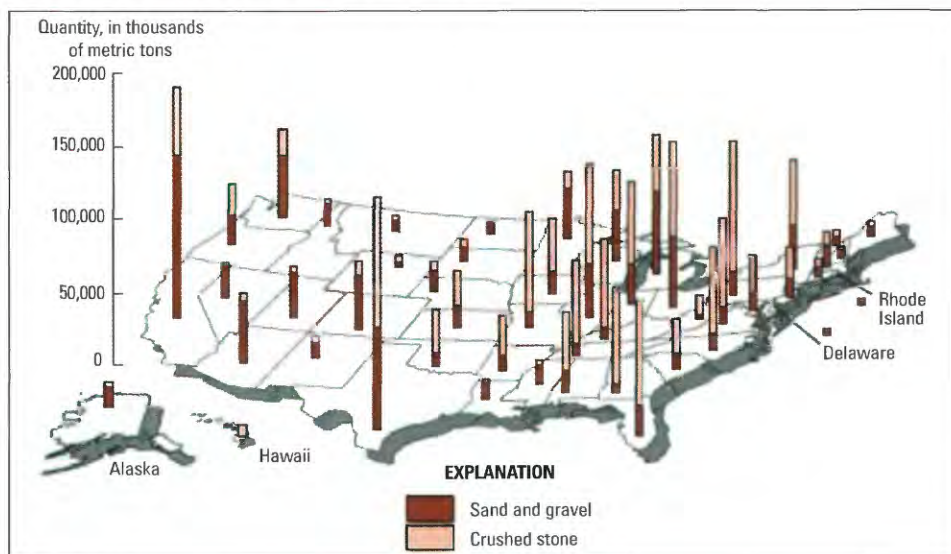 Quantity, in thousands
of metric tons
200,000
150,000
100,000
50,000
0
Rhode
Island
Delaware
Alaska
Hawaii
EXPLANATION
Sand and gravel
Crushed stone